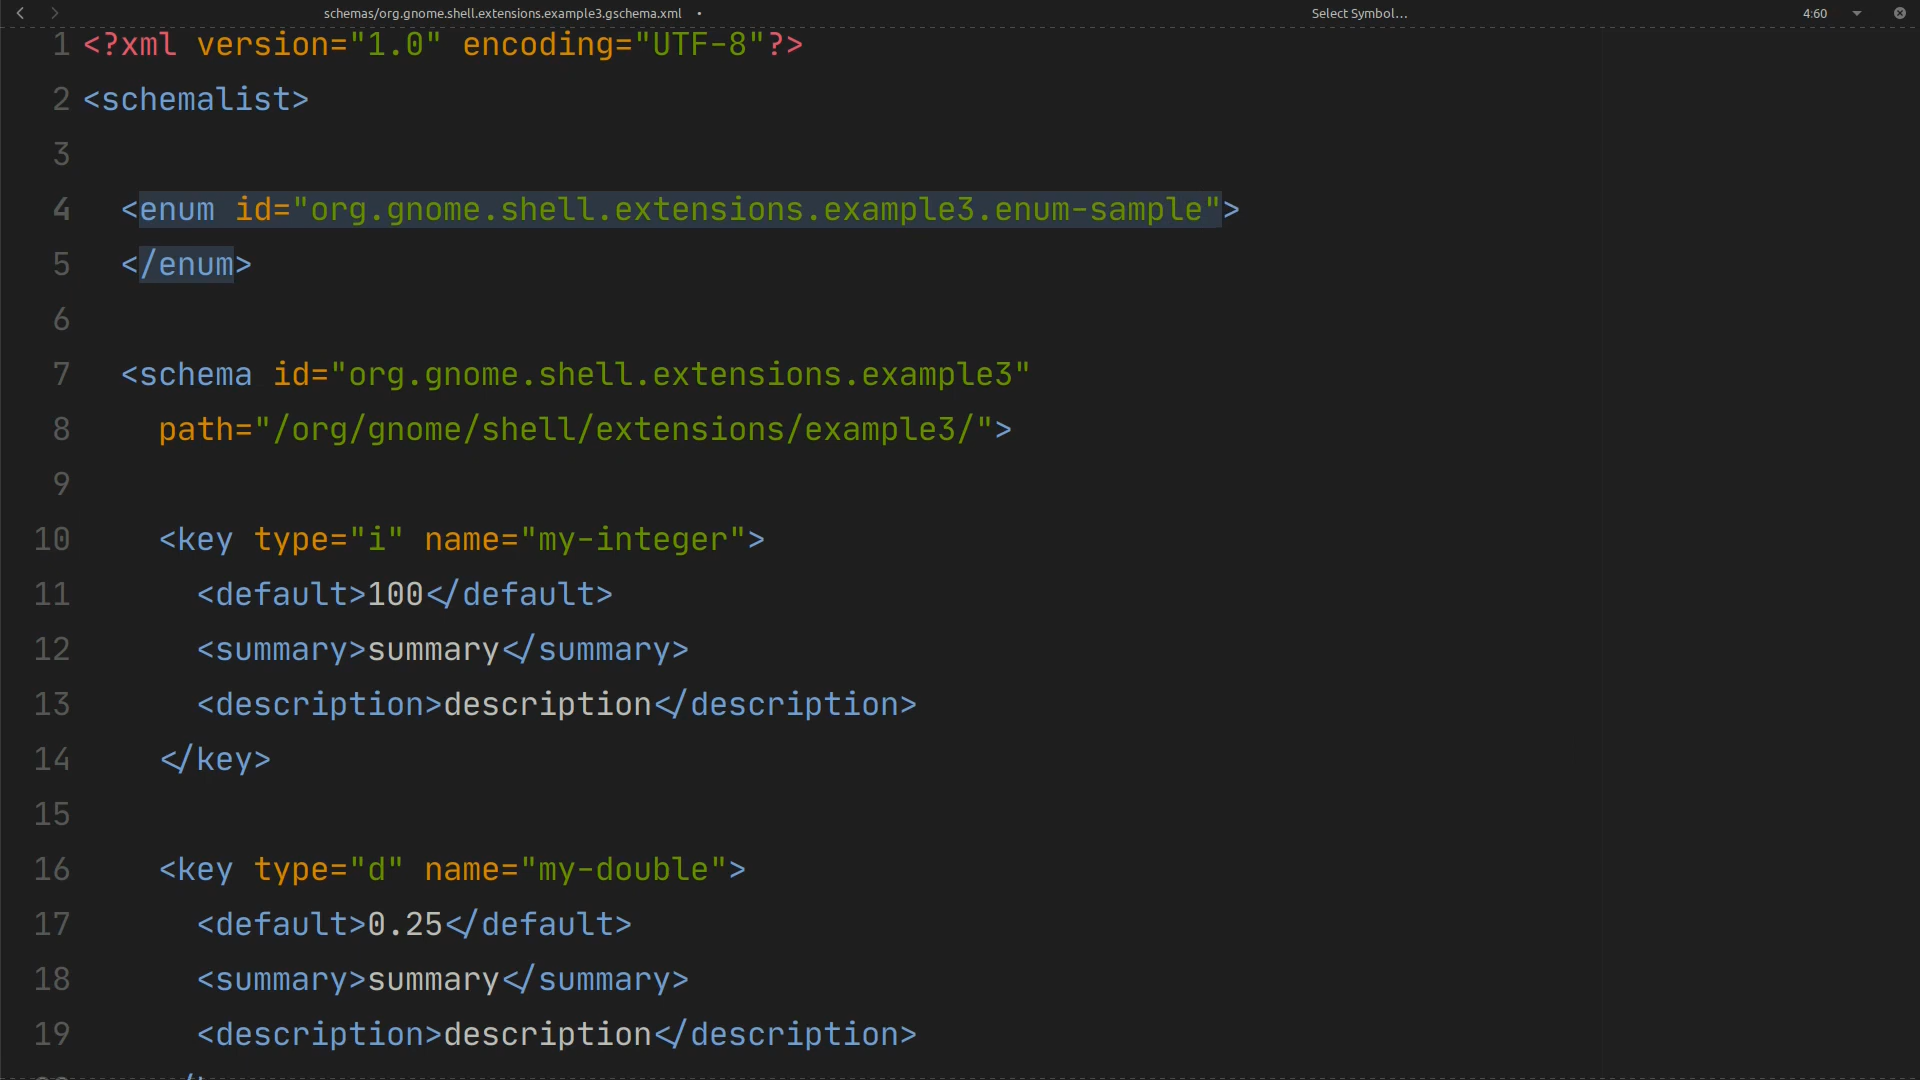 schemas/org.gnome.shell.extensions.example3.gschema.xml •
Select Symbol...
4:60
1 <?xml version="1.0" encoding="UTF-8"?>
2 <schemalist>
3
4   <enum id="org.gnome.shell.extensions.example3.enum-sample">
5   </enum>
6
7   <schema id="org.gnome.shell.extensions.example3"
8     path="/org/gnome/shell/extensions/example3/">
9
10     <key type="i" name="my-integer">
11       <default>100</default>
12       <summary>summary</summary>
13       <description>description</description>
14     </key>
15
16     <key type="d" name="my-double">
17       <default>0.25</default>
18       <summary>summary</summary>
19       <description>description</description>